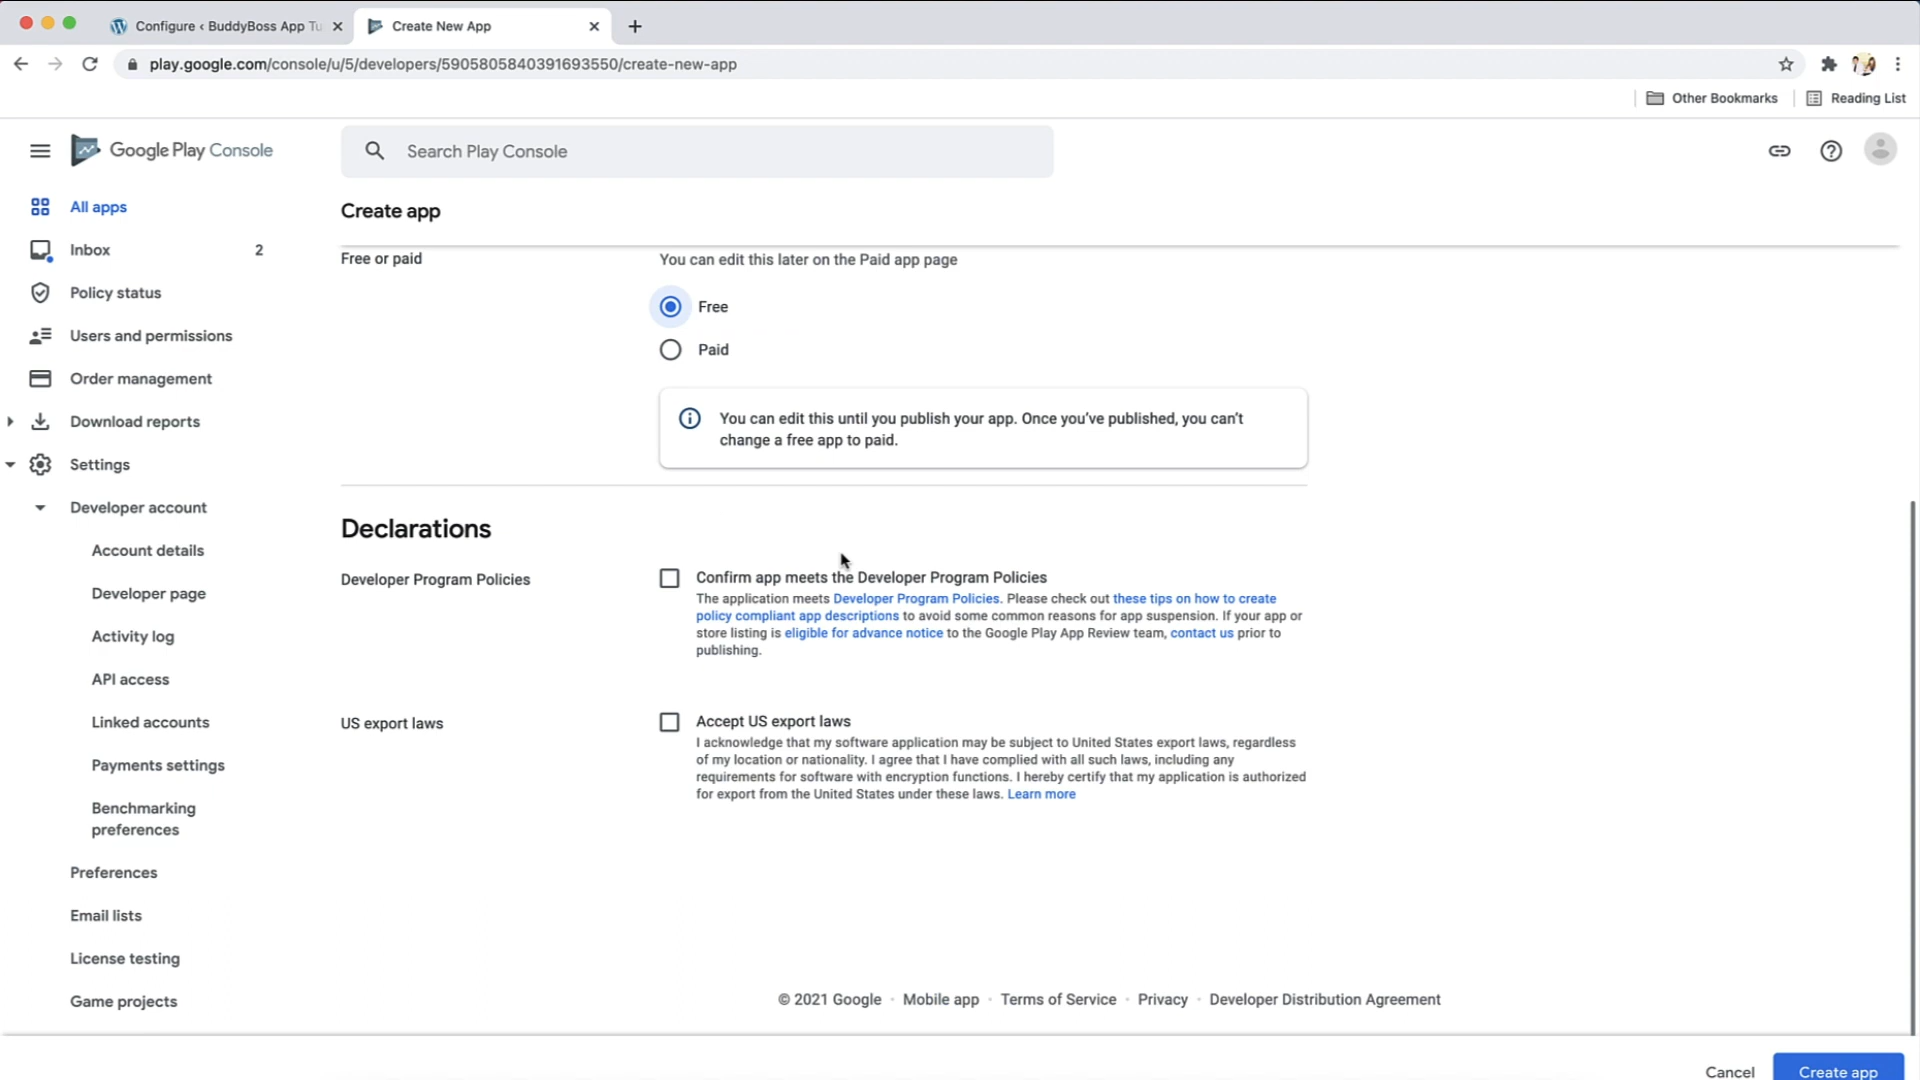 Configure ‹ BuddyBoss App Tu
Create New App
play.google.com/console/u/5/developers/5905805840391693550/create-new-app
Other Bookmarks
Reading List
Google Play Console
Search Play Console
All apps
Inbox 2
Policy status
Users and permissions
Order management
Download reports
Settings
Developer account
Account details
Developer page
Activity log
API access
Linked accounts
Payments settings
Benchmarking
preferences
Preferences
Email lists
License testing
Game projects
Create app
Free or paid
You can edit this later on the Paid app page
Free
Paid
You can edit this until you publish your app. Once you've published, you can't
change a free app to paid.
Declarations
Developer Program Policies
Confirm app meets the Developer Program Policies
The application meets Developer Program Policies. Please check out these tips on how to create
policy compliant app descriptions to avoid some common reasons for app suspension. If your app or
store listing is eligible for advance notice to the Google Play App Review team, contact us prior to
publishing.
US export laws
Accept US export laws
I acknowledge that my software application may be subject to United States export laws, regardless
of my location or nationality. I agree that I have complied with all such laws, including any
requirements for software with encryption functions. I hereby certify that my application is authorized
for export from the United States under these laws. Learn more
© 2021 Google · Mobile app · Terms of Service · Privacy · Developer Distribution Agreement
Cancel
Create app